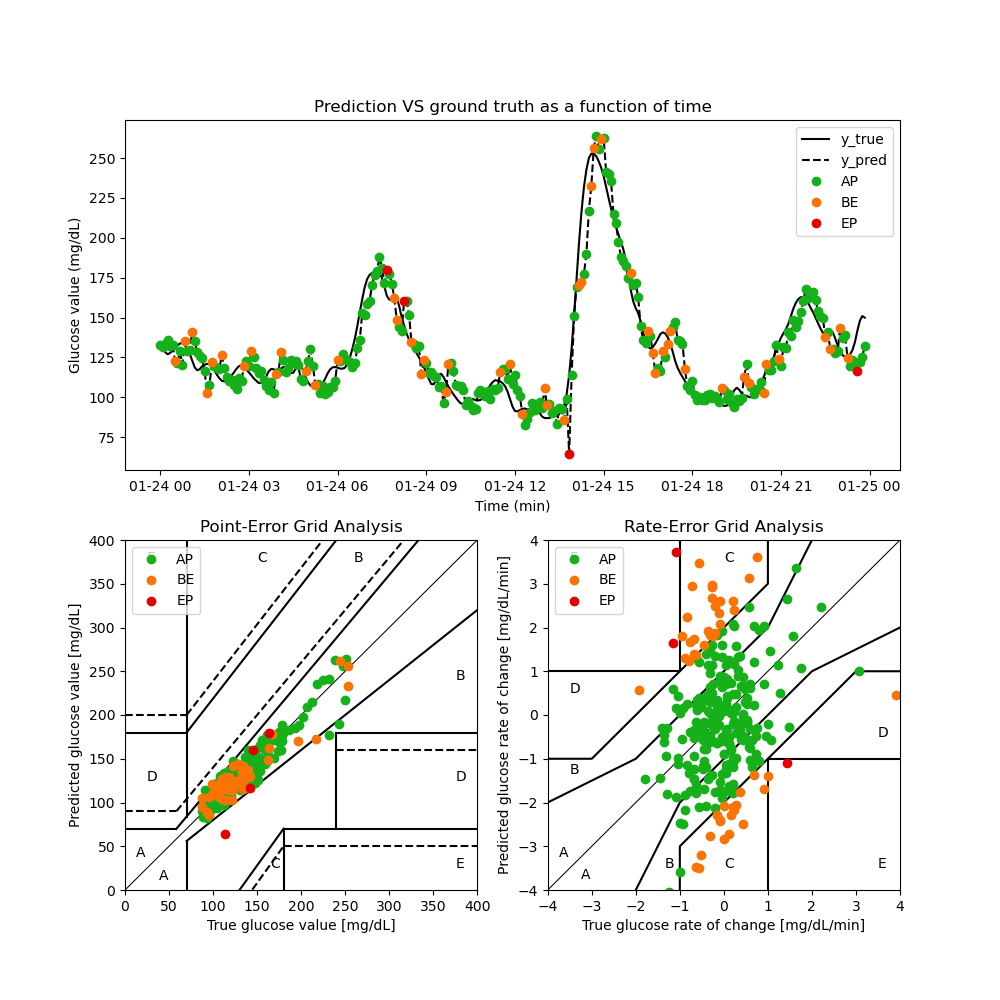 Prediction VS ground truth as a function of time
Glucose value (mg/dL)
250
225
200
175
150
125
100
75
y_true
y_pred
AP
BE
EP
01-24 00 01-24 03 01-24 06 01-24 09 01-24 12 01-24 15 01-24 18 01-24 21 01-25 00
Time (min)
Point-Error Grid Analysis
Predicted glucose value [mg/dL]
400
350
300
250
200
150
100
50
0
AP
BE
EP
C
B
B
D
D
A
A
C
E
0 50 100 150 200 250 300 350 400
True glucose value [mg/dL]
Rate-Error Grid Analysis
Predicted glucose rate of change [mg/dL/min]
4
3
2
1
0
−1
−2
−3
−4
AP
BE
EP
C
D
D
B
A
A
B
C
E
−4 −3 −2 −1 0 1 2 3 4
True glucose rate of change [mg/dL/min]